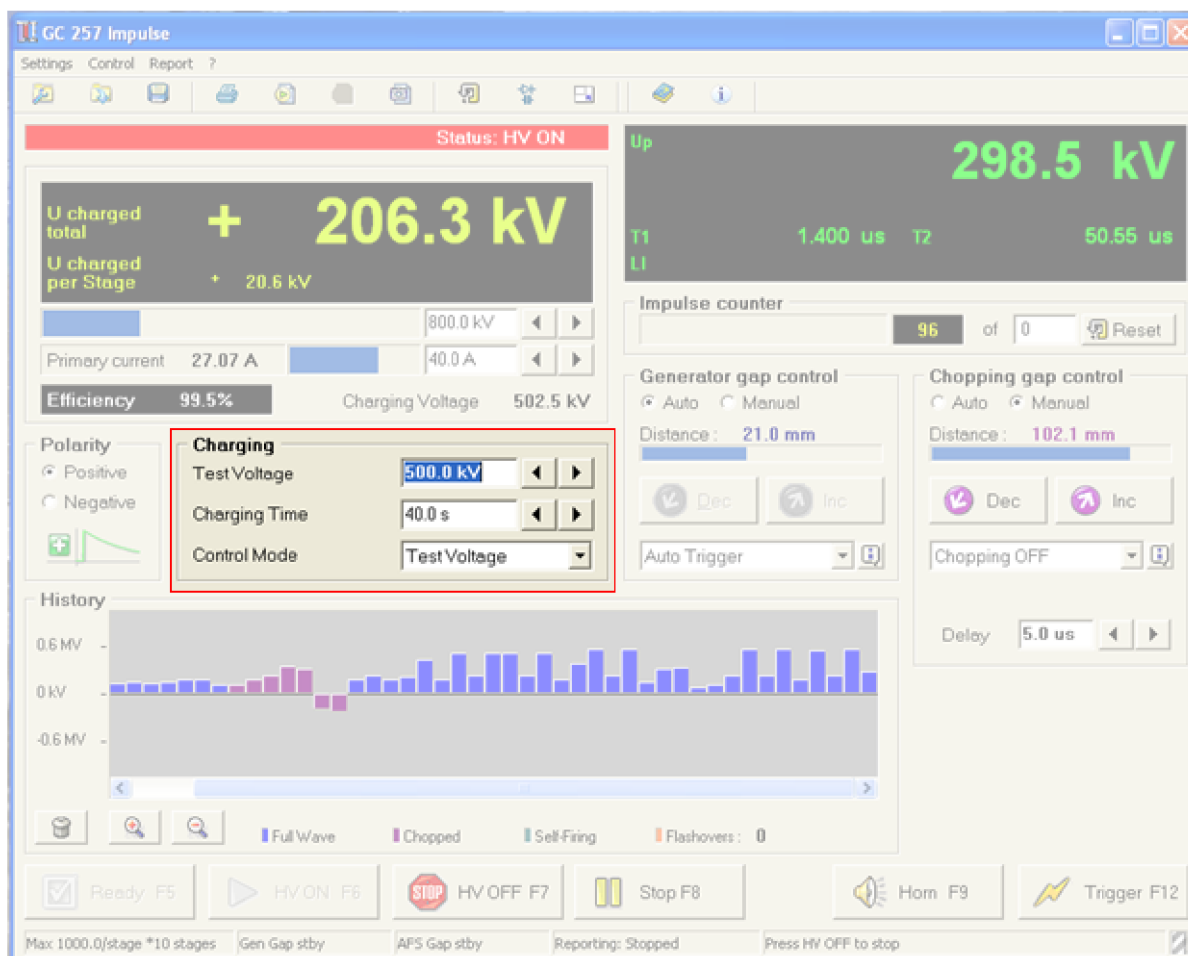 GC 257 Impulse
Settings Control Report ?
Status: HV ON
U charged total + 206.3 kV
U charged per Stage + 20.6 kV
800.0 kV
Primary current 27.07 A 40.0 A
Efficiency 99.5% Charging Voltage 502.5 kV
Up 298.5 kV
T1 1.400 us T2 50.55 us
LI
Impulse counter
96 of 0 Reset
Polarity
Positive
Negative
Charging
Test Voltage 500.0 kV
Charging Time 40.0 s
Control Mode Test Voltage
Generator gap control
Auto Manual
Distance : 21.0 mm
Dec Inc
Auto Trigger
Chopping gap control
Auto Manual
Distance : 102.1 mm
Dec Inc
Chopping OFF
Delay 5.0 us
History
0.6 MV
0 kV
-0.6 MV
Full Wave Chopped Self-Firing Flashovers : 0
Ready F5 HV ON F6 STOP HV OFF F7 Stop F8 Horn F9 Trigger F12
Max 1000.0/stage *10 stages Gen Gap stby AFS Gap stby Reporting: Stopped Press HV OFF to stop